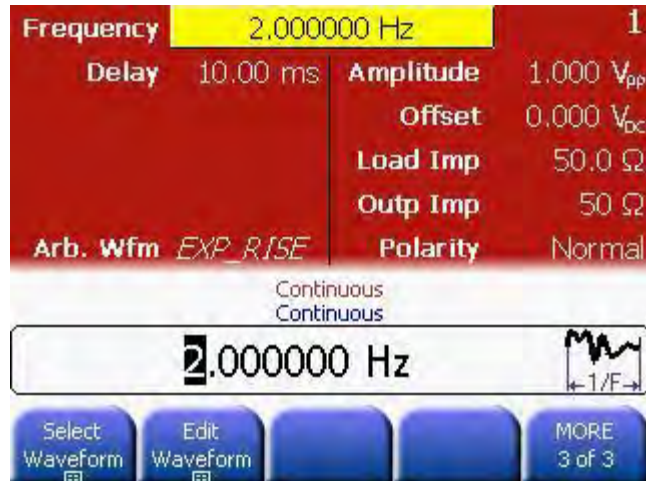 Frequency 2.000000 Hz 1
Delay 10.00 ms Amplitude 1.000 Vpp
Offset 0.000 VDC
Load Imp 50.0 Ω
Outp Imp 50 Ω
Arb. Wfm EXP_RISE Polarity Normal
Continuous
Continuous
2.000000 Hz
1/F
Select Waveform
Edit Waveform
MORE 3 of 3